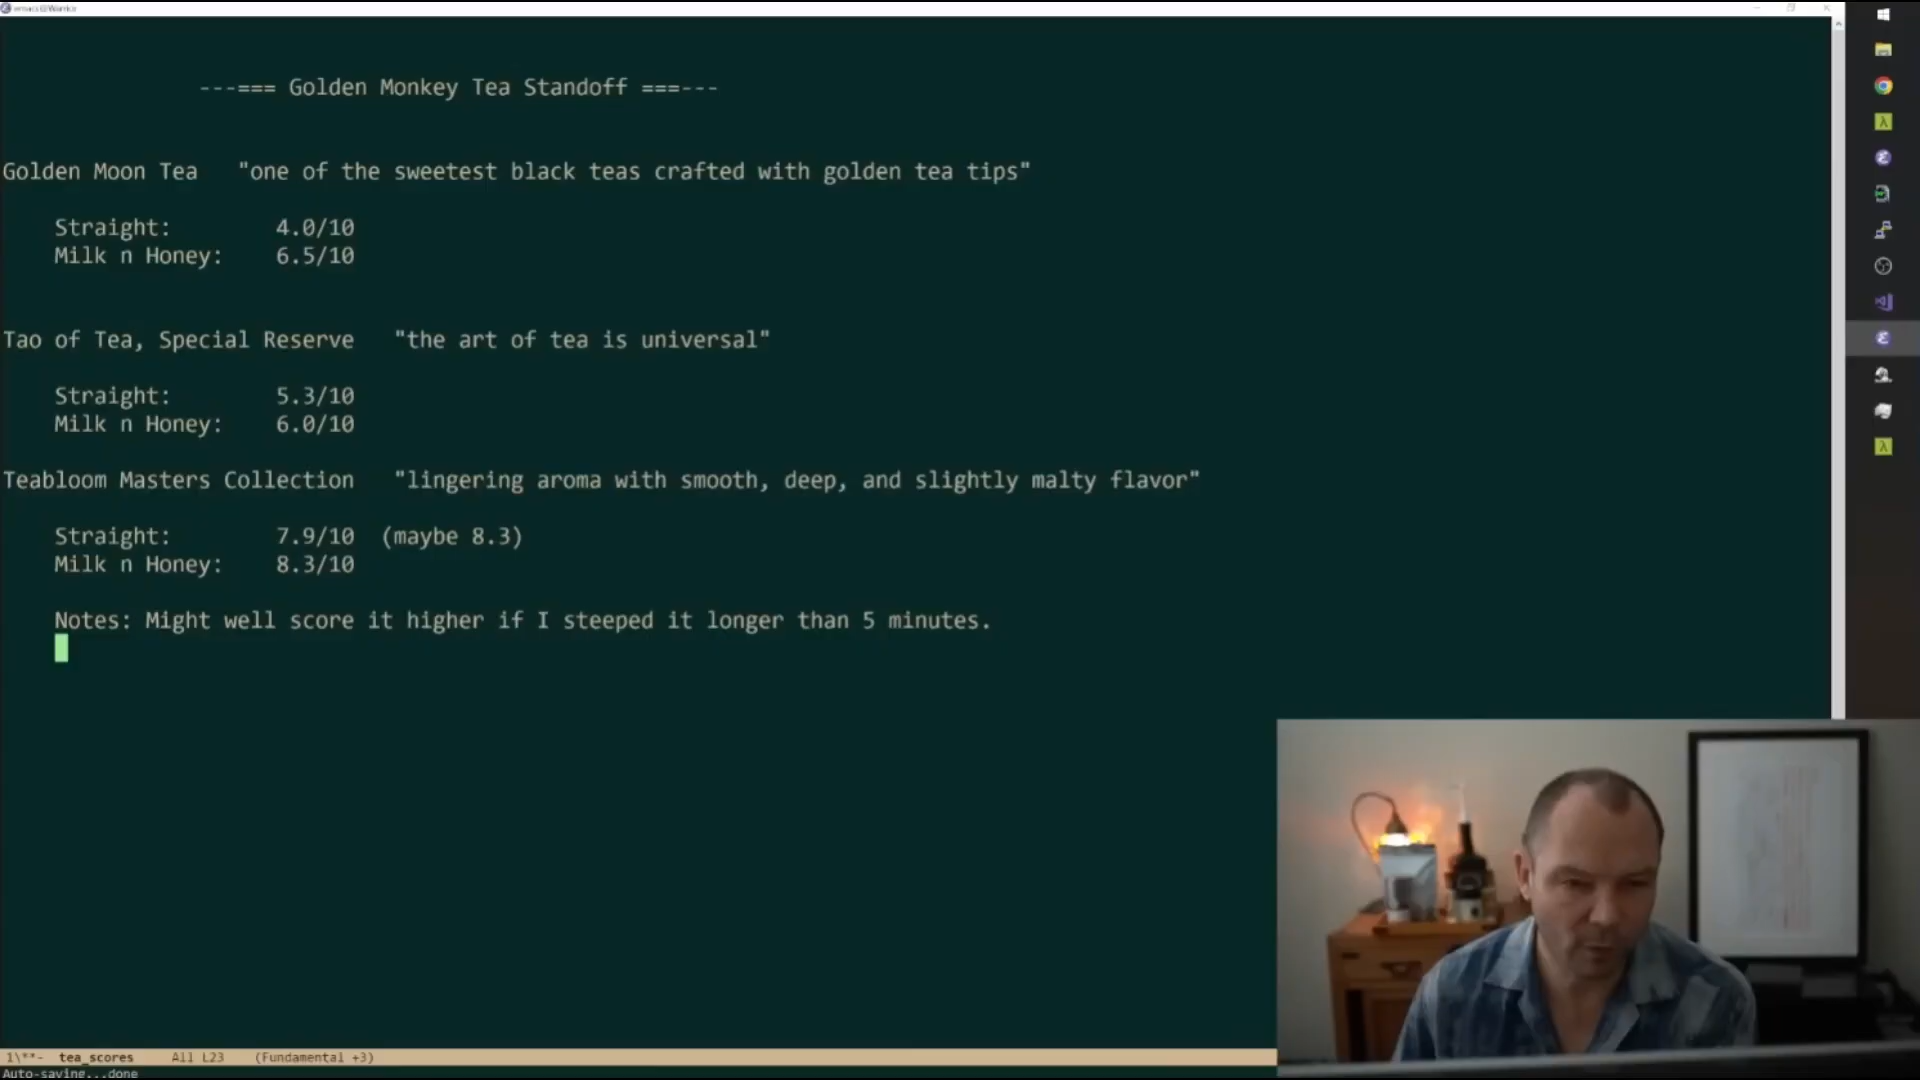 emacs@Warrior
---=== Golden Monkey Tea Standoff ===---
Golden Moon Tea "one of the sweetest black teas crafted with golden tea tips"
Straight: 4.0/10
Milk n Honey: 6.5/10
Tao of Tea, Special Reserve "the art of tea is universal"
Straight: 5.3/10
Milk n Honey: 6.0/10
Teabloom Masters Collection "lingering aroma with smooth, deep, and slightly malty flavor"
Straight: 7.9/10 (maybe 8.3)
Milk n Honey: 8.3/10
Notes: Might well score it higher if I steeped it longer than 5 minutes.
1\**- tea_scores All L23 (Fundamental +3)
Auto-saving...done